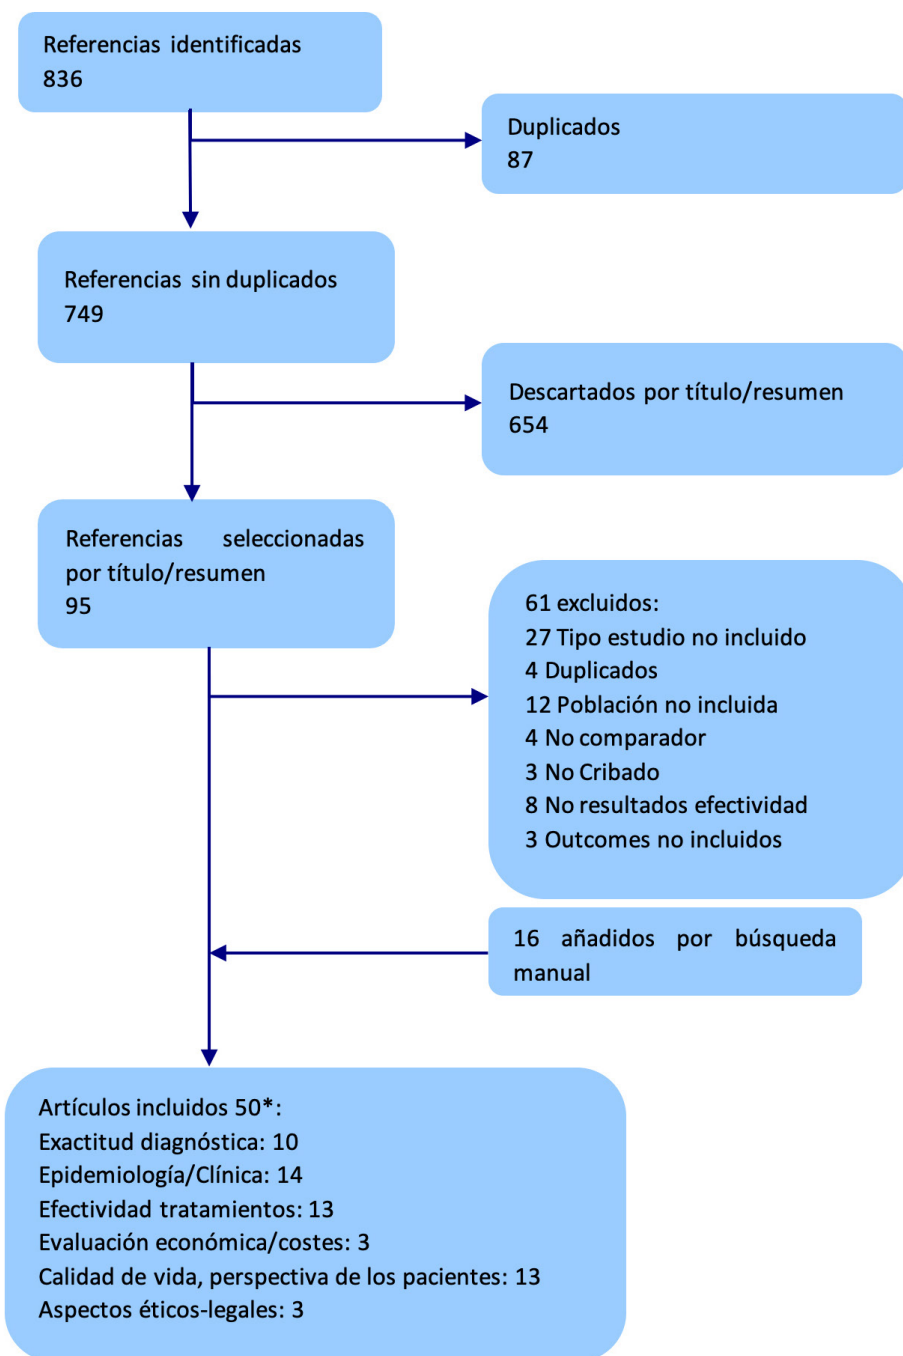 Referencias identificadas
836
Duplicados
87
Referencias sin duplicados
749
Descartados por título/resumen
654
Referencias seleccionadas
por título/resumen
95
61 excluidos:
27 Tipo estudio no incluido
4 Duplicados
12 Población no incluida
4 No comparador
3 No Cribado
8 No resultados efectividad
3 Outcomes no incluidos
16 añadidos por búsqueda
manual
Artículos incluidos 50*:
Exactitud diagnóstica: 10
Epidemiología/Clínica: 14
Efectividad tratamientos: 13
Evaluación económica/costes: 3
Calidad de vida, perspectiva de los pacientes: 13
Aspectos éticos-legales: 3